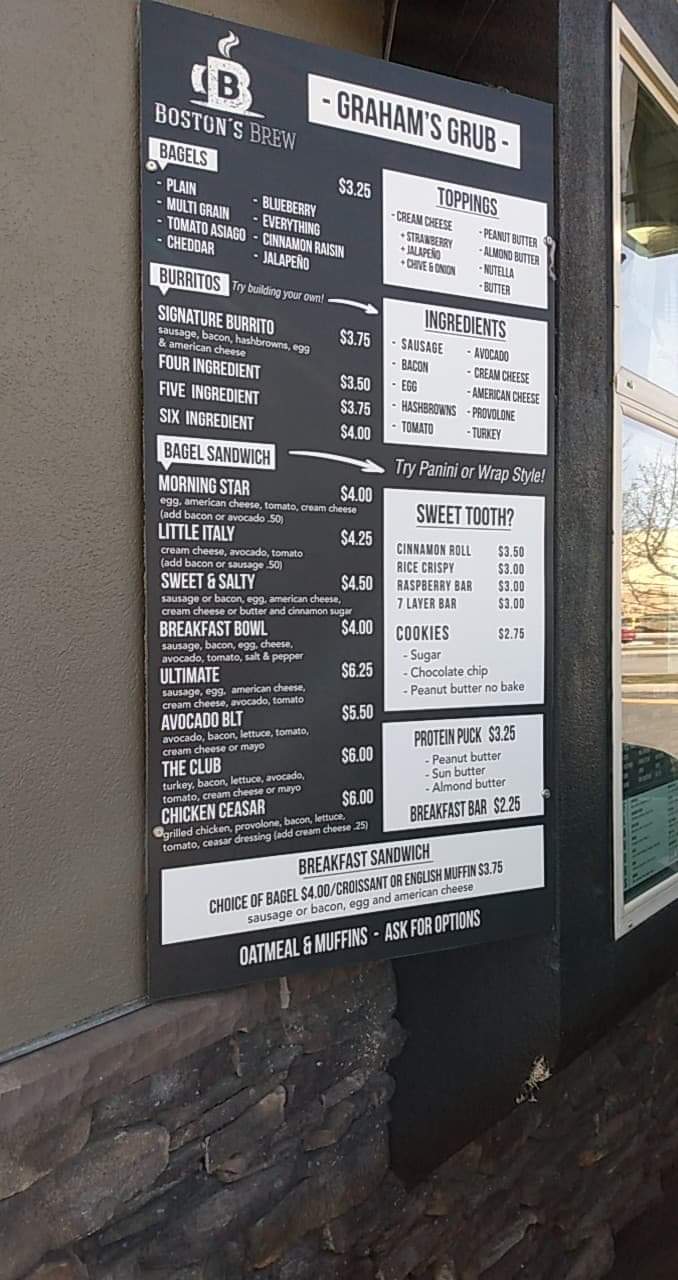 B
BOSTON'S BREW
- GRAHAM'S GRUB -
BAGELS
$3.25
- PLAIN
- MULTI GRAIN
- TOMATO ASIAGO
- CHEDDAR
- BLUEBERRY
- EVERYTHING
- CINNAMON RAISIN
- JALAPEÑO
TOPPINGS
- CREAM CHEESE
+ STRAWBERRY
+ JALAPEÑO
+ CHIVE & ONION
- PEANUT BUTTER
- ALMOND BUTTER
- NUTELLA
- BUTTER
BURRITOS Try building your own!
SIGNATURE BURRITO $3.75
sausage, bacon, hashbrowns, egg
& american cheese
FOUR INGREDIENT $3.50
FIVE INGREDIENT $3.75
SIX INGREDIENT $4.00
INGREDIENTS
- SAUSAGE
- BACON
- EGG
- HASHBROWNS
- TOMATO
- AVOCADO
- CREAM CHEESE
- AMERICAN CHEESE
- PROVOLONE
- TURKEY
BAGEL SANDWICH
Try Panini or Wrap Style!
MORNING STAR $4.00
egg, american cheese, tomato, cream cheese
(add bacon or avocado .50)
LITTLE ITALY $4.25
cream cheese, avocado, tomato
(add bacon or sausage .50)
SWEET & SALTY $4.50
sausage or bacon, egg, american cheese,
cream cheese or butter and cinnamon sugar
BREAKFAST BOWL $4.00
sausage, bacon, egg, cheese,
avocado, tomato, salt & pepper
ULTIMATE $6.25
sausage, egg, american cheese,
cream cheese, avocado, tomato
AVOCADO BLT $5.50
avocado, bacon, lettuce, tomato,
cream cheese or mayo
THE CLUB $6.00
turkey, bacon, lettuce, avocado,
tomato, cream cheese or mayo
CHICKEN CEASAR $6.00
grilled chicken, provolone, bacon, lettuce,
tomato, ceasar dressing (add cream cheese .25)
SWEET TOOTH?
CINNAMON ROLL $3.50
RICE CRISPY $3.00
RASPBERRY BAR $3.00
7 LAYER BAR $3.00
COOKIES $2.75
- Sugar
- Chocolate chip
- Peanut butter no bake
PROTEIN PUCK $3.25
- Peanut butter
- Sun butter
- Almond butter
BREAKFAST BAR $2.25
BREAKFAST SANDWICH
CHOICE OF BAGEL $4.00/CROISSANT OR ENGLISH MUFFIN $3.75
sausage or bacon, egg and american cheese
OATMEAL & MUFFINS - ASK FOR OPTIONS